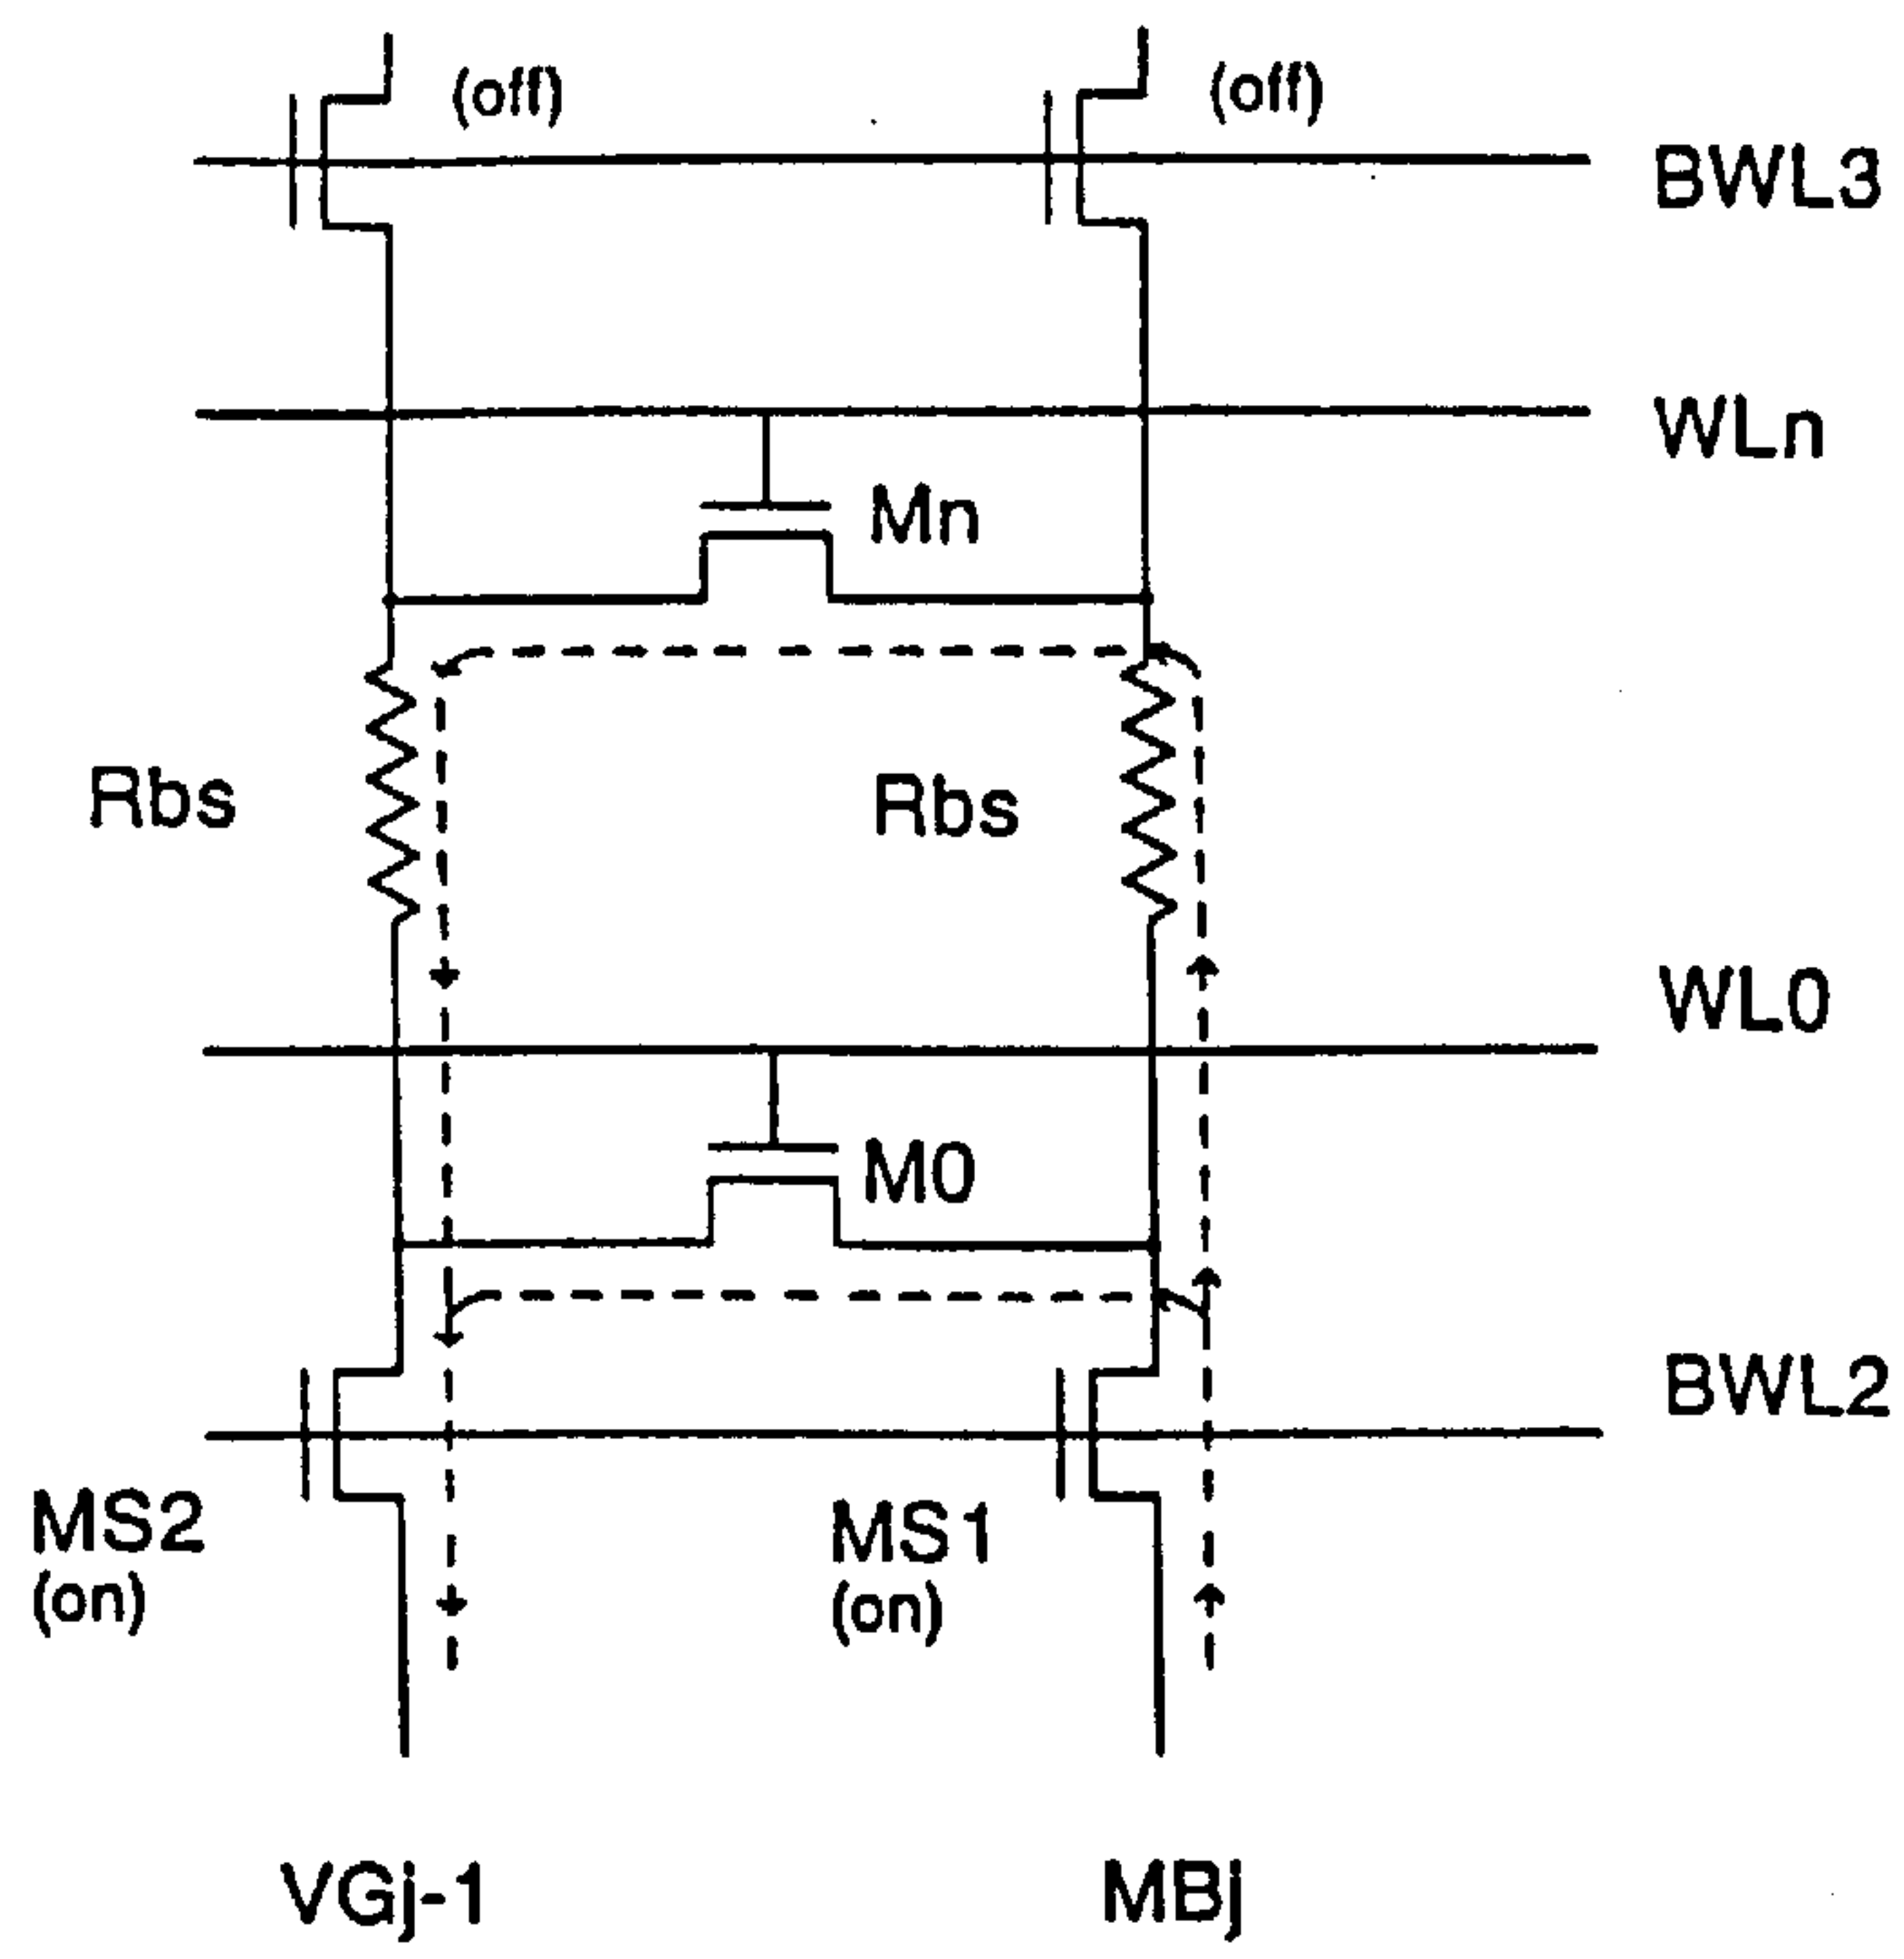 (off)
(off)
BWL3
WLn
Mn
Rbs
Rbs
WL0
M0
BWL2
MS2
(on)
MS1
(on)
VGj-1
MBj